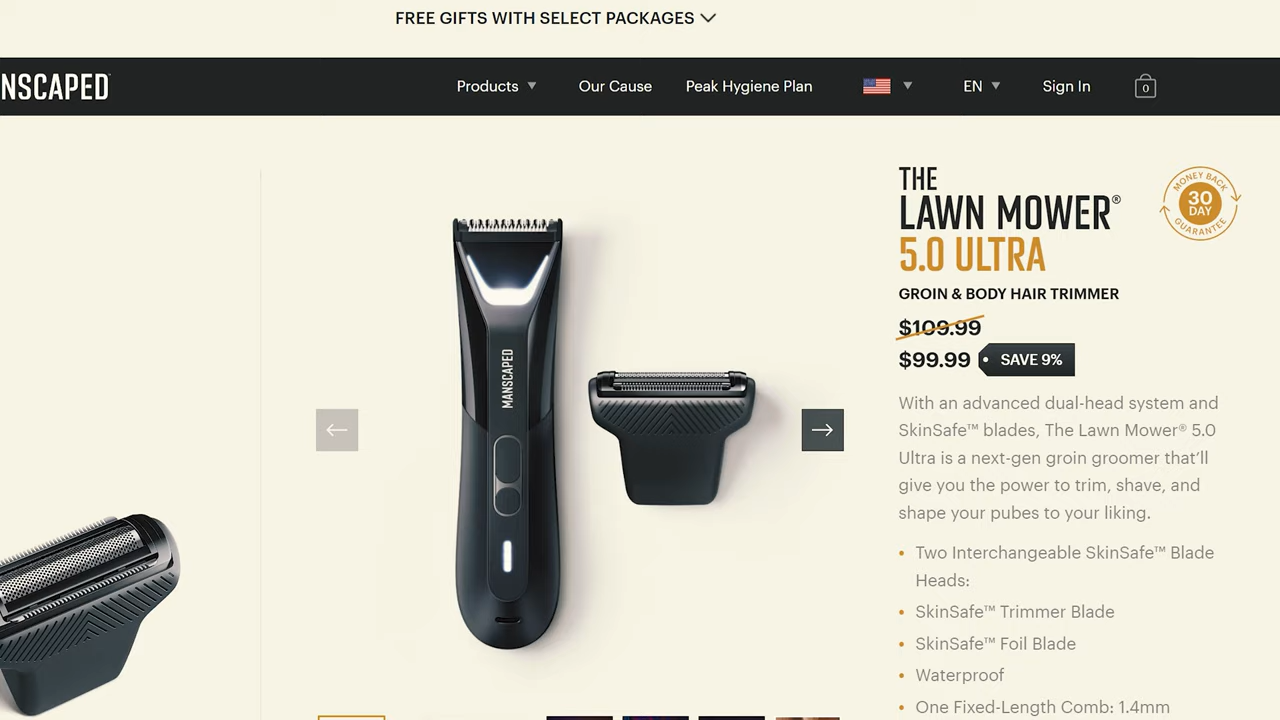 FREE GIFTS WITH SELECT PACKAGES
NSCAPED
Products
Our Cause
Peak Hygiene Plan
EN
Sign In
0
THE
LAWN MOWER®
5.0 ULTRA
MONEY BACK
30
DAY
GUARANTEE
GROIN & BODY HAIR TRIMMER
$109.99
$99.99
SAVE 9%
MANSCAPED
With an advanced dual-head system and
SkinSafe™ blades, The Lawn Mower® 5.0
Ultra is a next-gen groin groomer that'll
give you the power to trim, shave, and
shape your pubes to your liking.
• Two Interchangeable SkinSafe™ Blade
Heads:
• SkinSafe™ Trimmer Blade
• SkinSafe™ Foil Blade
• Waterproof
• One Fixed-Length Comb: 1.4mm